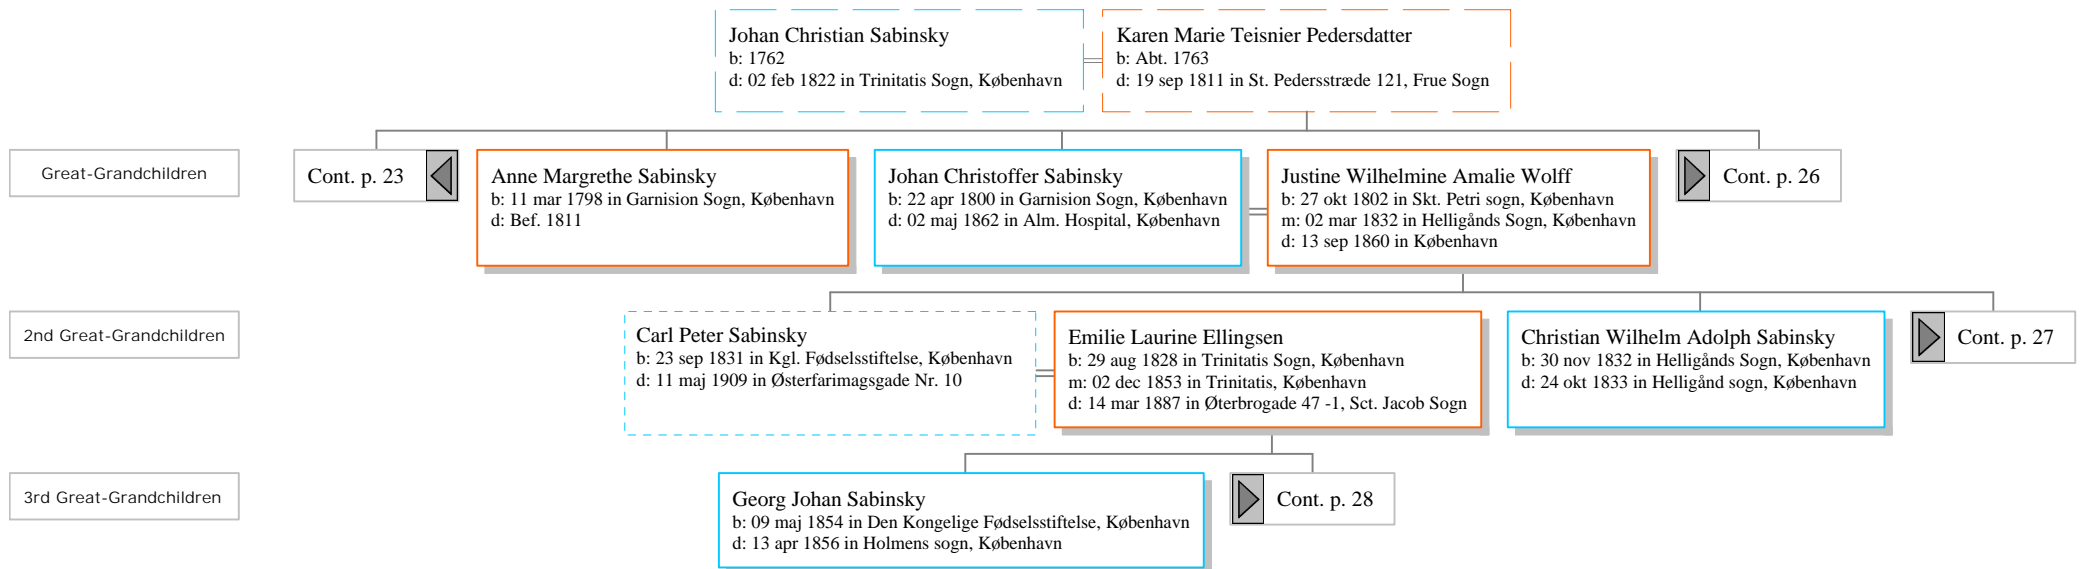 Johan Christian Sabinsky
b: 1762
d: 02 feb 1822 in Trinitatis Sogn, København
Karen Marie Teisnier Pedersdatter
b: Abt. 1763
d: 19 sep 1811 in St. Pedersstræde 121, Frue Sogn
Great-Grandchildren
Cont. p. 23
Anne Margrethe Sabinsky
b: 11 mar 1798 in Garnision Sogn, København
d: Bef. 1811
Johan Christoffer Sabinsky
b: 22 apr 1800 in Garnision Sogn, København
d: 02 maj 1862 in Alm. Hospital, København
Justine Wilhelmine Amalie Wolff
b: 27 okt 1802 in Skt. Petri sogn, København
m: 02 mar 1832 in Helligånds Sogn, København
d: 13 sep 1860 in København
Cont. p. 26
2nd Great-Grandchildren
Carl Peter Sabinsky
b: 23 sep 1831 in Kgl. Fødselsstiftelse, København
d: 11 maj 1909 in Østerfarimagsgade Nr. 10
Emilie Laurine Ellingsen
b: 29 aug 1828 in Trinitatis Sogn, København
m: 02 dec 1853 in Trinitatis, København
d: 14 mar 1887 in Øterbrogade 47 -1, Sct. Jacob Sogn
Christian Wilhelm Adolph Sabinsky
b: 30 nov 1832 in Helligånds Sogn, København
d: 24 okt 1833 in Helligånd sogn, København
Cont. p. 27
3rd Great-Grandchildren
Georg Johan Sabinsky
b: 09 maj 1854 in Den Kongelige Fødselsstiftelse, København
d: 13 apr 1856 in Holmens sogn, København
Cont. p. 28